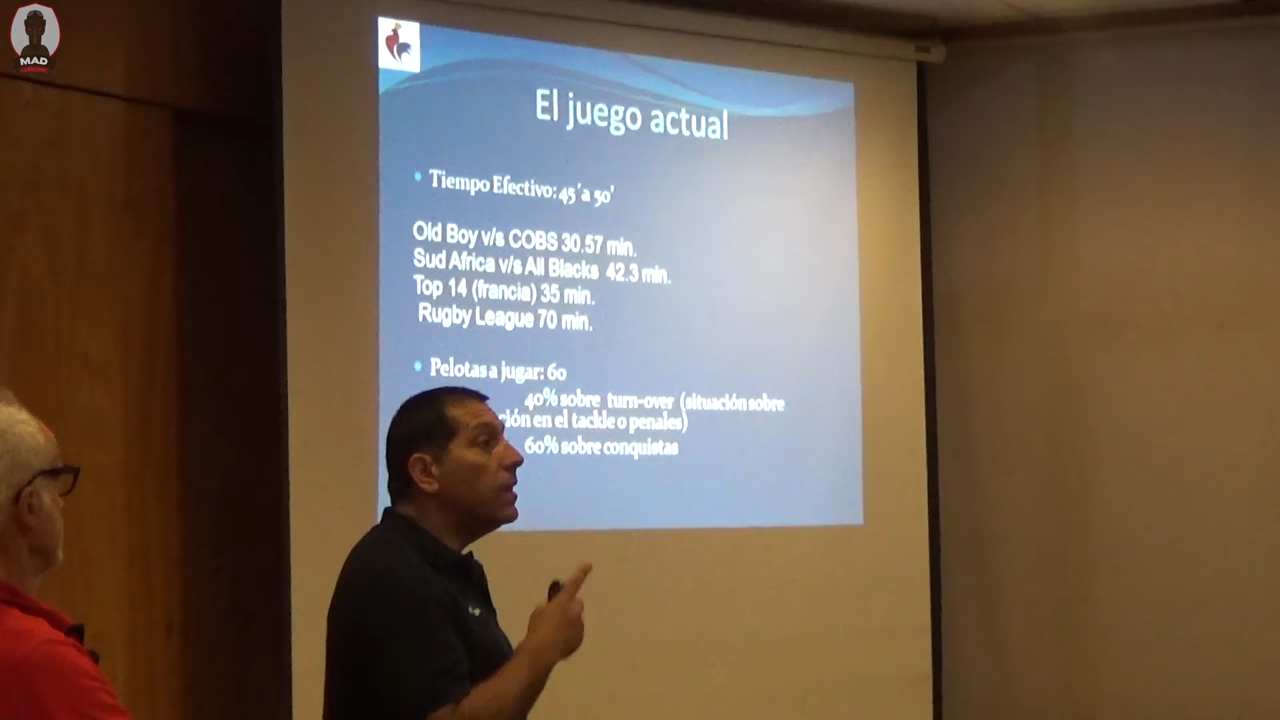 MAD
El juego actual
• Tiempo Efectivo: 45´a 50'
Old Boy v/s COBS 30.57 min.
Sud Africa v/s All Blacks 42.3 min.
Top 14 (francia) 35 min.
Rugby League 70 min.
• Pelotas a jugar: 60
40% sobre turn-over (situación sobre
en el tackle o penales)
60% sobre conquistas